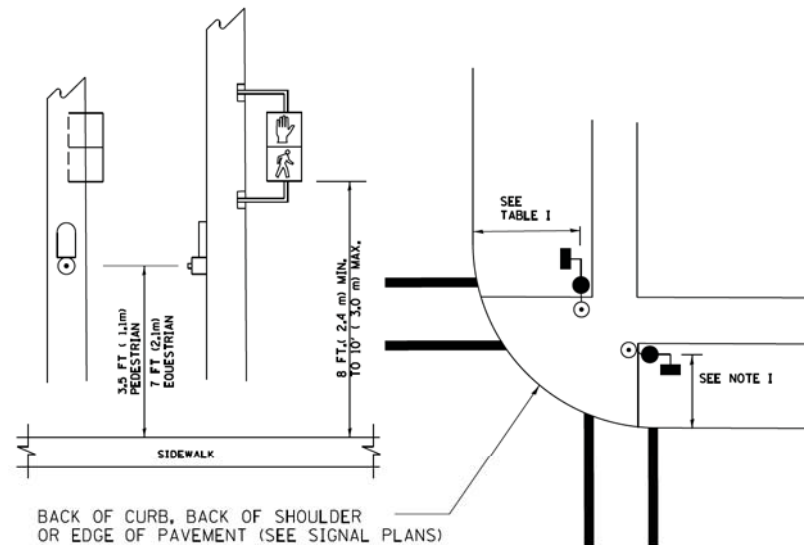 SEE
TABLE I
3.5 FT ( 1.1m)
PEDESTRIAN
7 FT (2.1m)
EQUESTRIAN
8 FT.( 2.4 m) MIN.
TO 10' ( 3.0 m) MAX.
SEE NOTE I
SIDEWALK
BACK OF CURB, BACK OF SHOULDER
OR EDGE OF PAVEMENT (SEE SIGNAL PLANS)